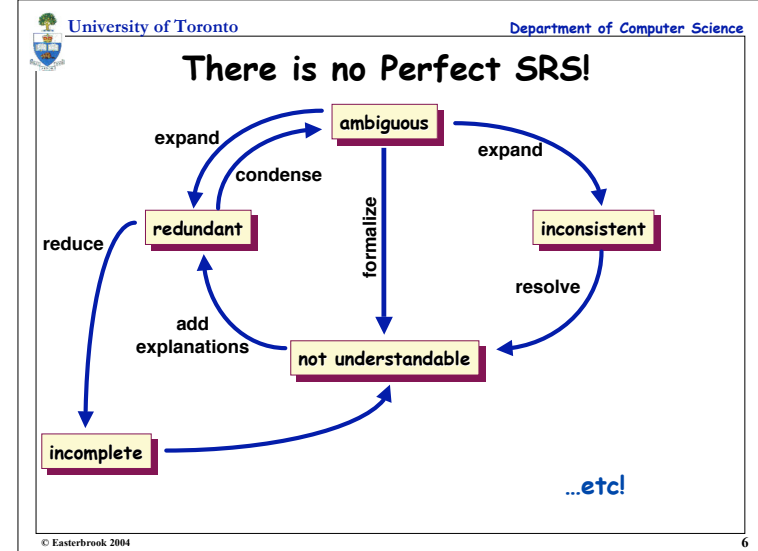 University of Toronto
Department of Computer Science
There is no Perfect SRS!
ambiguous
expand
expand
condense
formalize
redundant
inconsistent
reduce
resolve
add
explanations
not understandable
incomplete
...etc!
© Easterbrook 2004
6